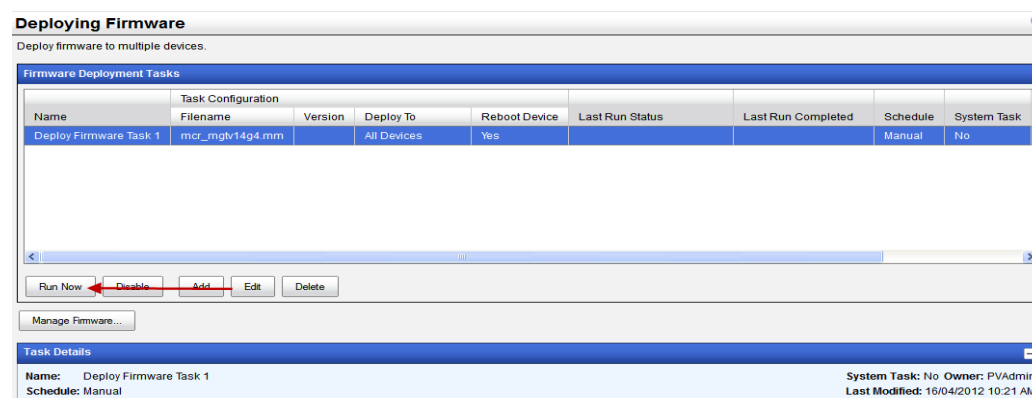 Deploying Firmware
Deploy firmware to multiple devices.
Firmware Deployment Tasks
Task Configuration
Name Filename Version Deploy To Reboot Device Last Run Status Last Run Completed Schedule System Task
Deploy Firmware Task 1 mcr_mgtv14g4.mm All Devices Yes Manual No
Run Now Disable Add Edit Delete
Manage Firmware...
Task Details
Name: Deploy Firmware Task 1 System Task: No Owner: PVAdmin
Schedule: Manual Last Modified: 16/04/2012 10:21 AM